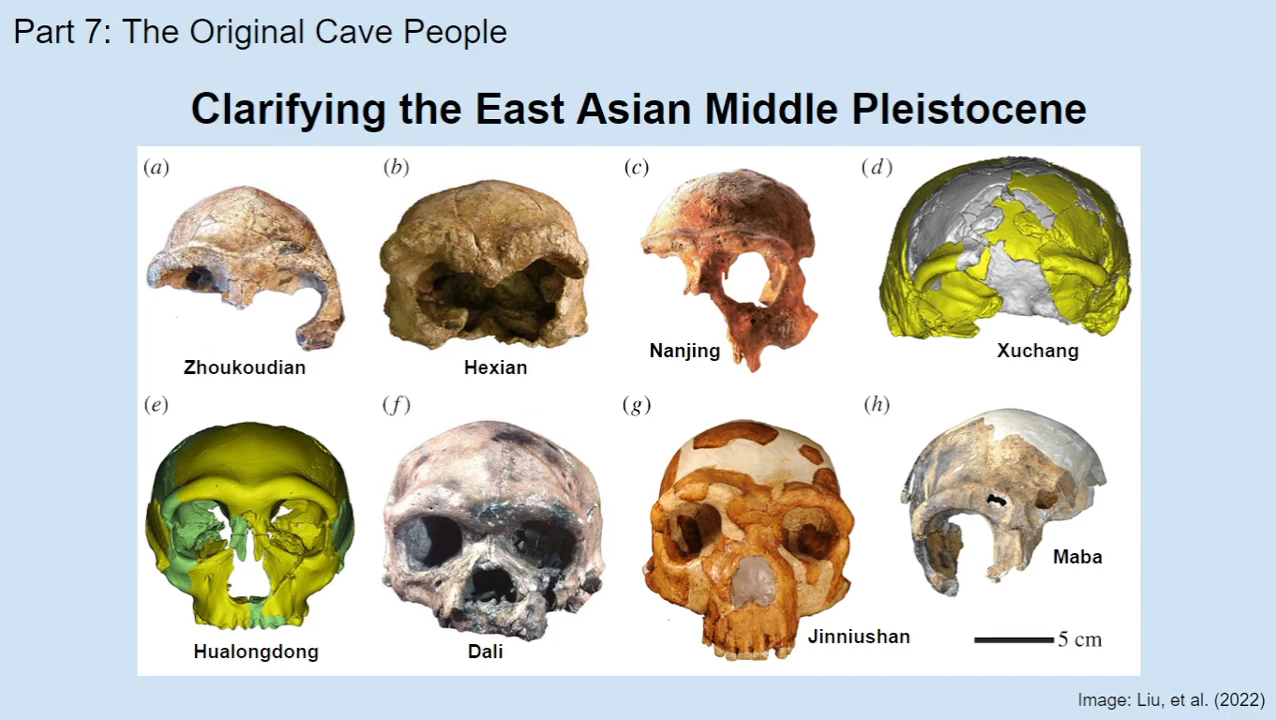 Part 7: The Original Cave People
Clarifying the East Asian Middle Pleistocene
(a)
(b)
(c)
(d)
Zhoukoudian
Hexian
Nanjing
Xuchang
(e)
(f)
(g)
(h)
Hualongdong
Dali
Jinniushan
Maba
5 cm
Image: Liu, et al. (2022)